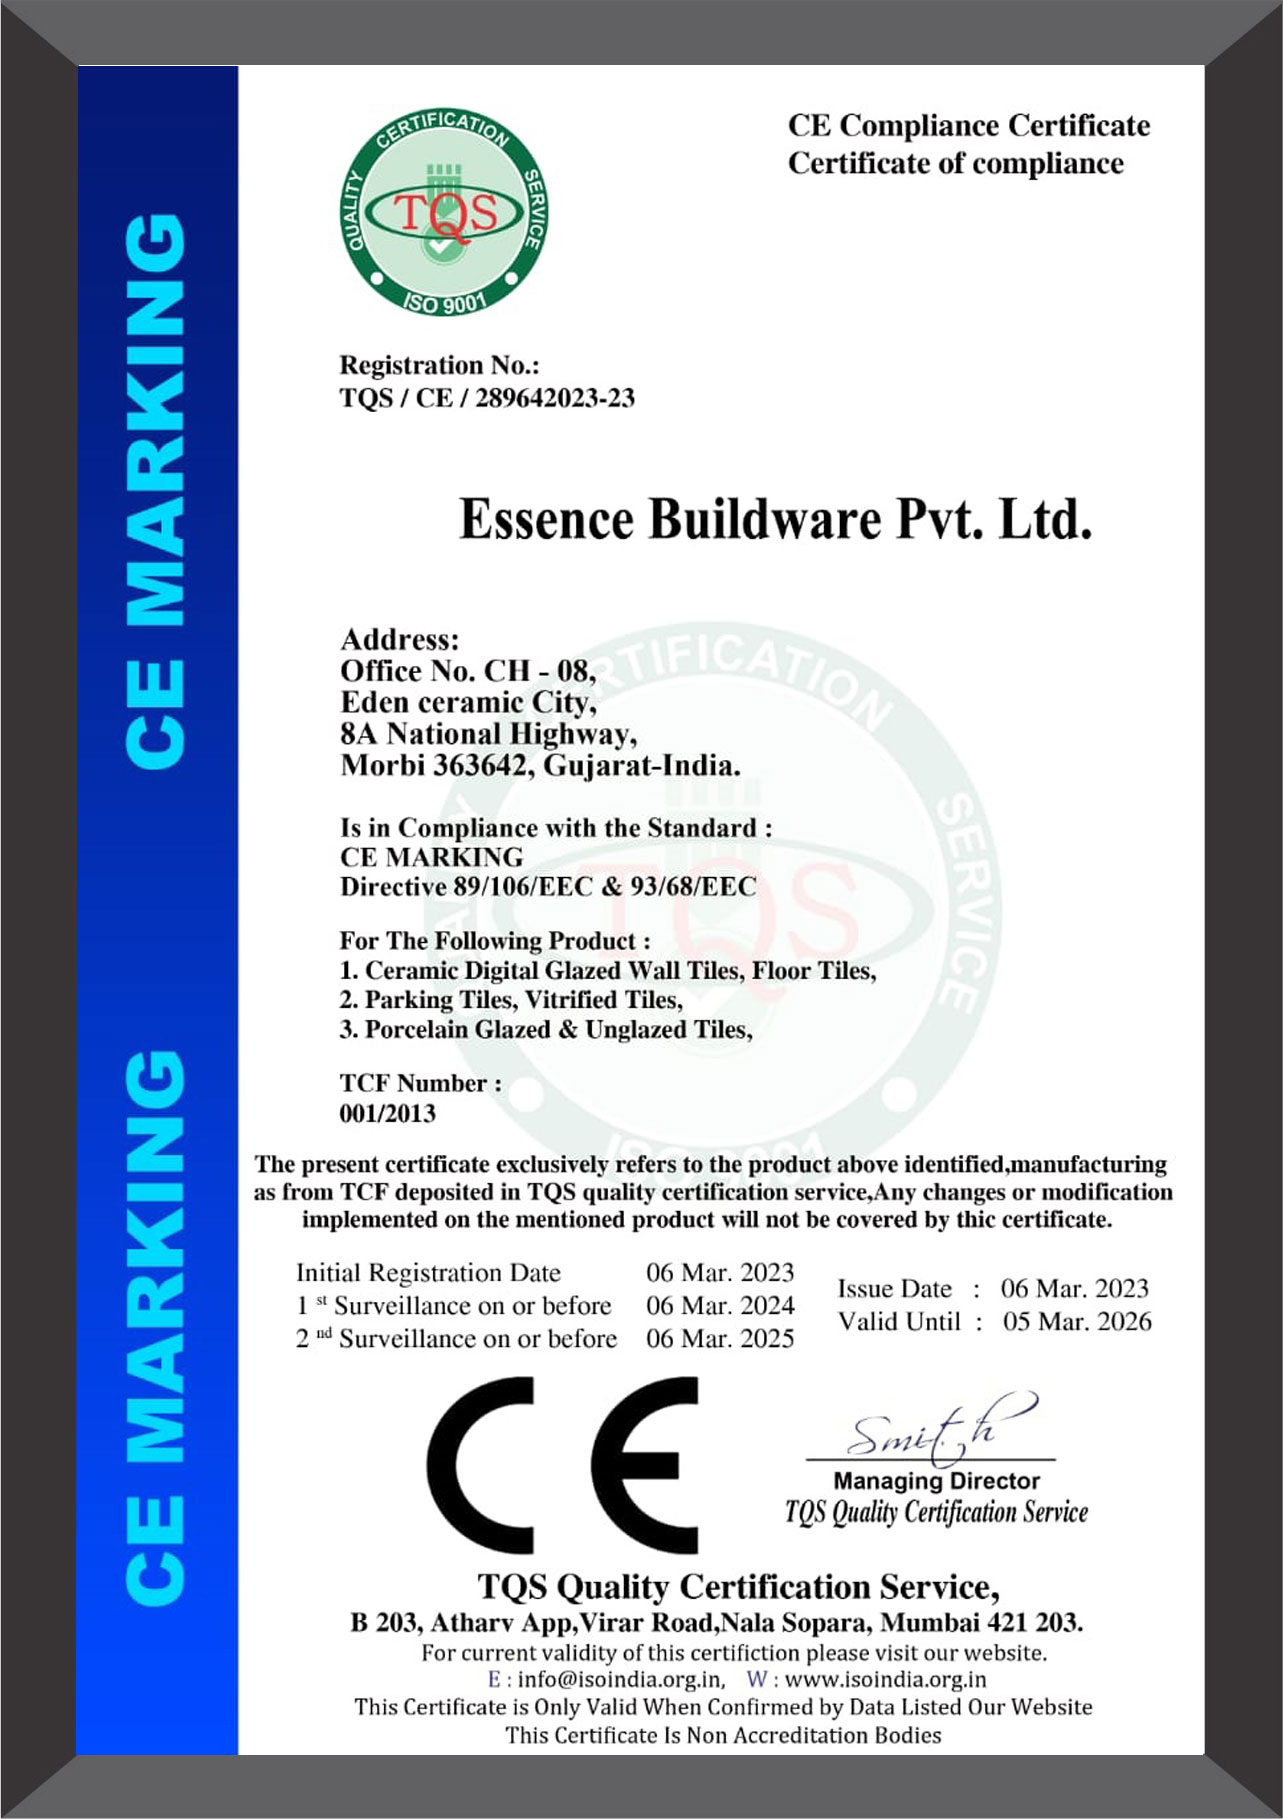 CE MARKING
CE MARKING
QUALITY CERTIFICATION SERVICE
TQS
ISO 9001
CE Compliance Certificate
Certificate of compliance
Registration No.:
TQS / CE / 289642023-23
Essence Buildware Pvt. Ltd.
Address:
Office No. CH - 08,
Eden ceramic City,
8A National Highway,
Morbi 363642, Gujarat-India.
Is in Compliance with the Standard :
CE MARKING
Directive 89/106/EEC & 93/68/EEC
For The Following Product :
1. Ceramic Digital Glazed Wall Tiles, Floor Tiles,
2. Parking Tiles, Vitrified Tiles,
3. Porcelain Glazed & Unglazed Tiles,
TCF Number :
001/2013
QUALITY CERTIFICATION SERVICE
TQS
ISO 9001
The present certificate exclusively refers to the product above identified,manufacturing
as from TCF deposited in TQS quality certification service,Any changes or modification
implemented on the mentioned product will not be covered by thic certificate.
Initial Registration Date 06 Mar. 2023
1 st Surveillance on or before 06 Mar. 2024
2 nd Surveillance on or before 06 Mar. 2025
Issue Date : 06 Mar. 2023
Valid Until : 05 Mar. 2026
CE
Smith
Managing Director
TQS Quality Certification Service
TQS Quality Certification Service,
B 203, Atharv App,Virar Road,Nala Sopara, Mumbai 421 203.
For current validity of this certifiction please visit our website.
E : info@isoindia.org.in, W : www.isoindia.org.in
This Certificate is Only Valid When Confirmed by Data Listed Our Website
This Certificate Is Non Accreditation Bodies